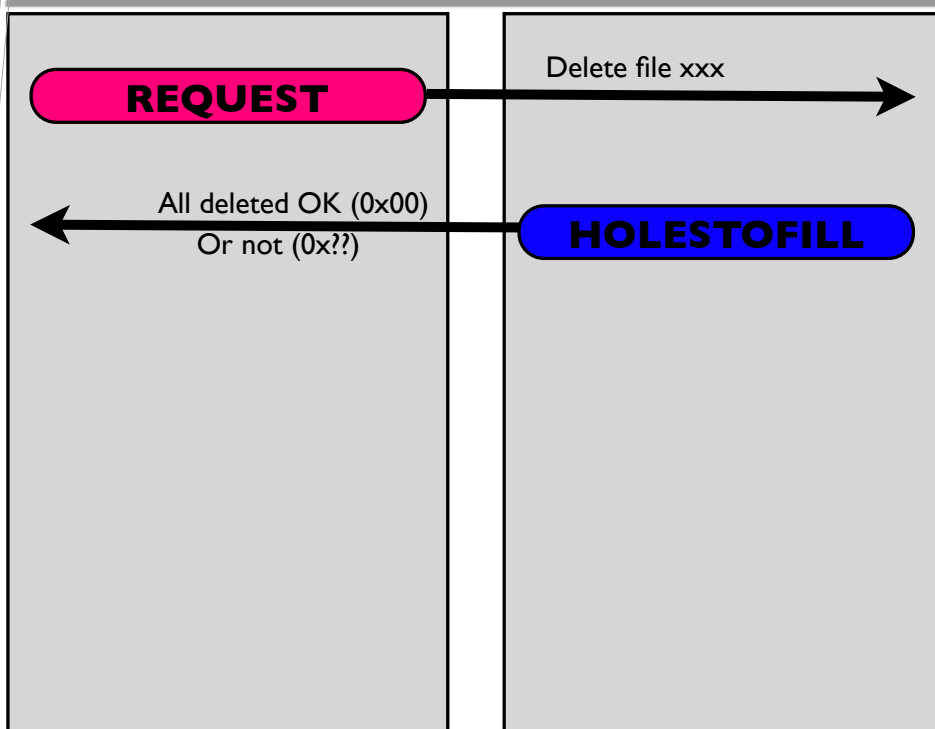 Delete file xxx
REQUEST
All deleted OK (0x00)
Or not (0x??)
HOLESTOFILL